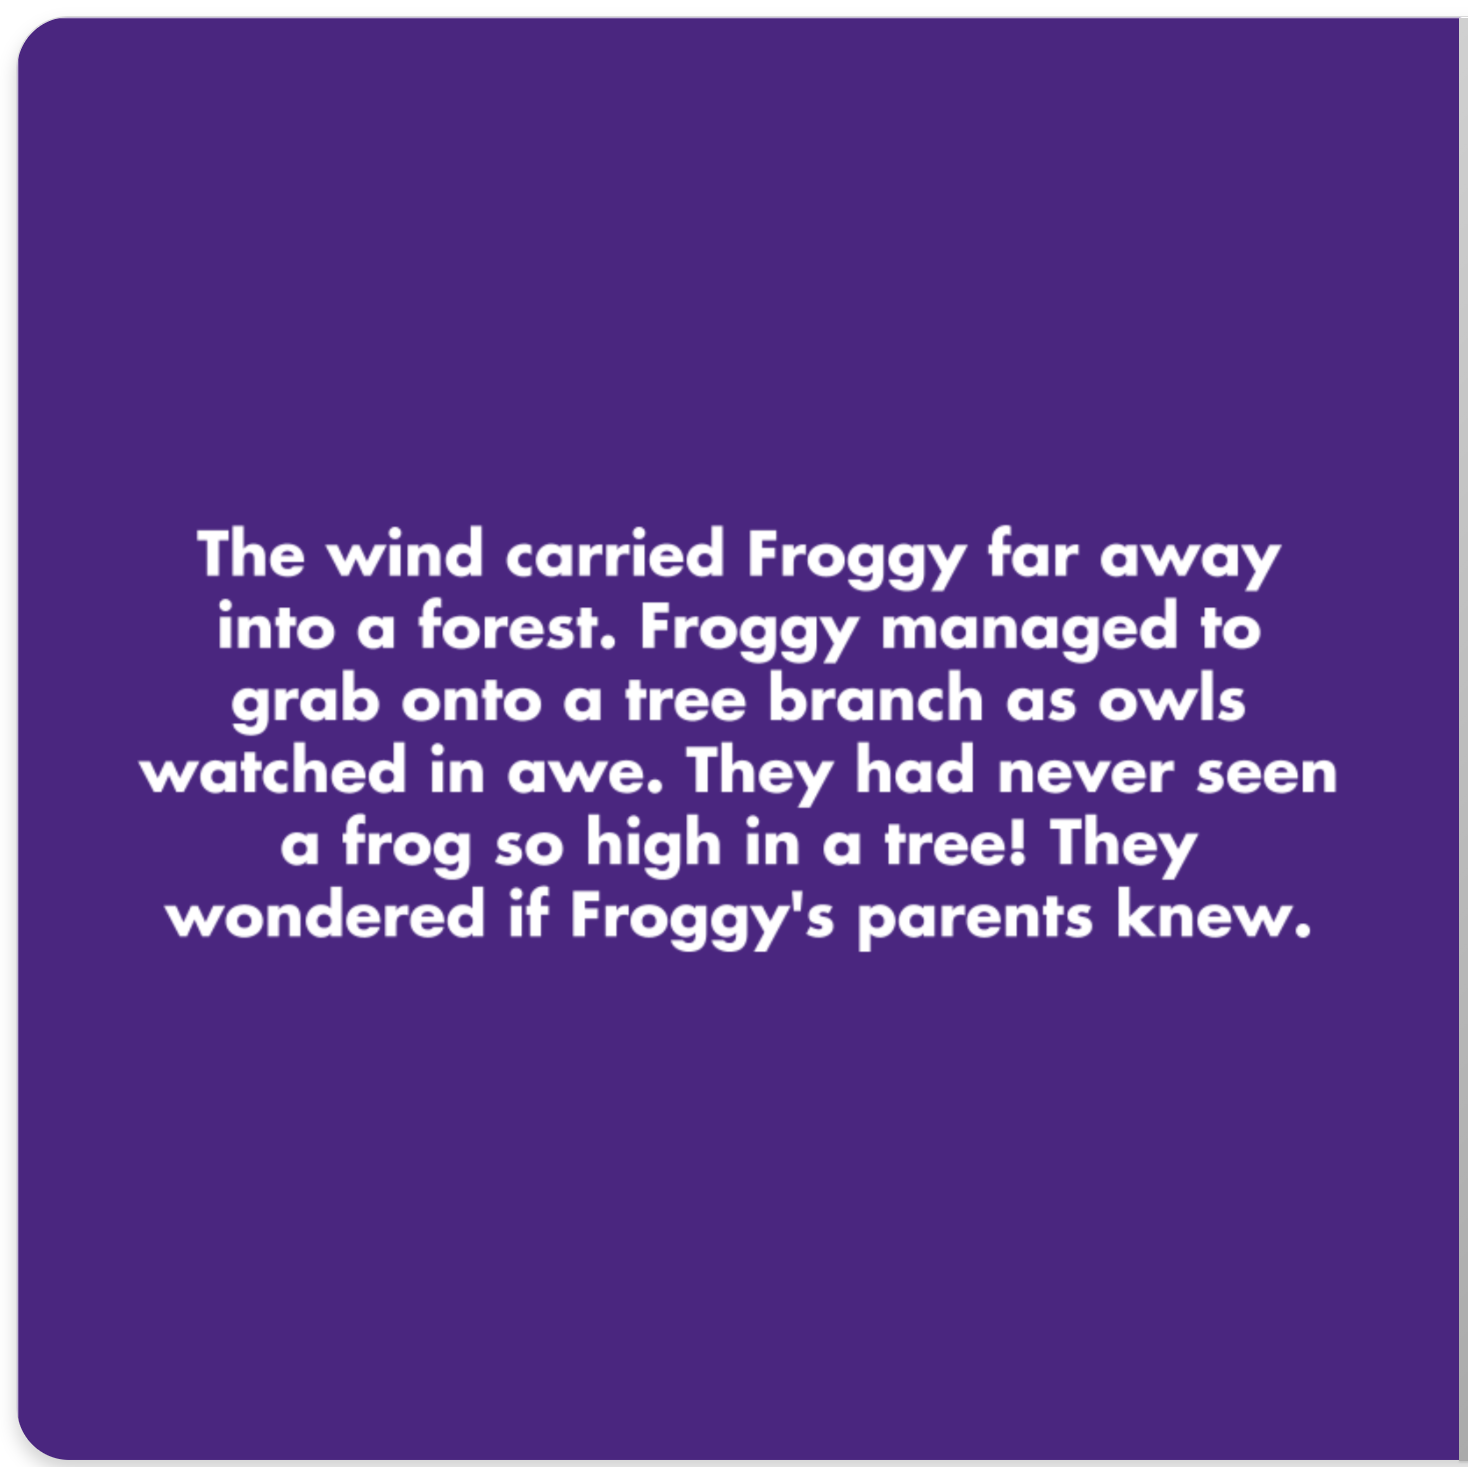 The wind carried Froggy far away
into a forest. Froggy managed to
grab onto a tree branch as owls
watched in awe. They had never seen
a frog so high in a tree! They
wondered if Froggy's parents knew.